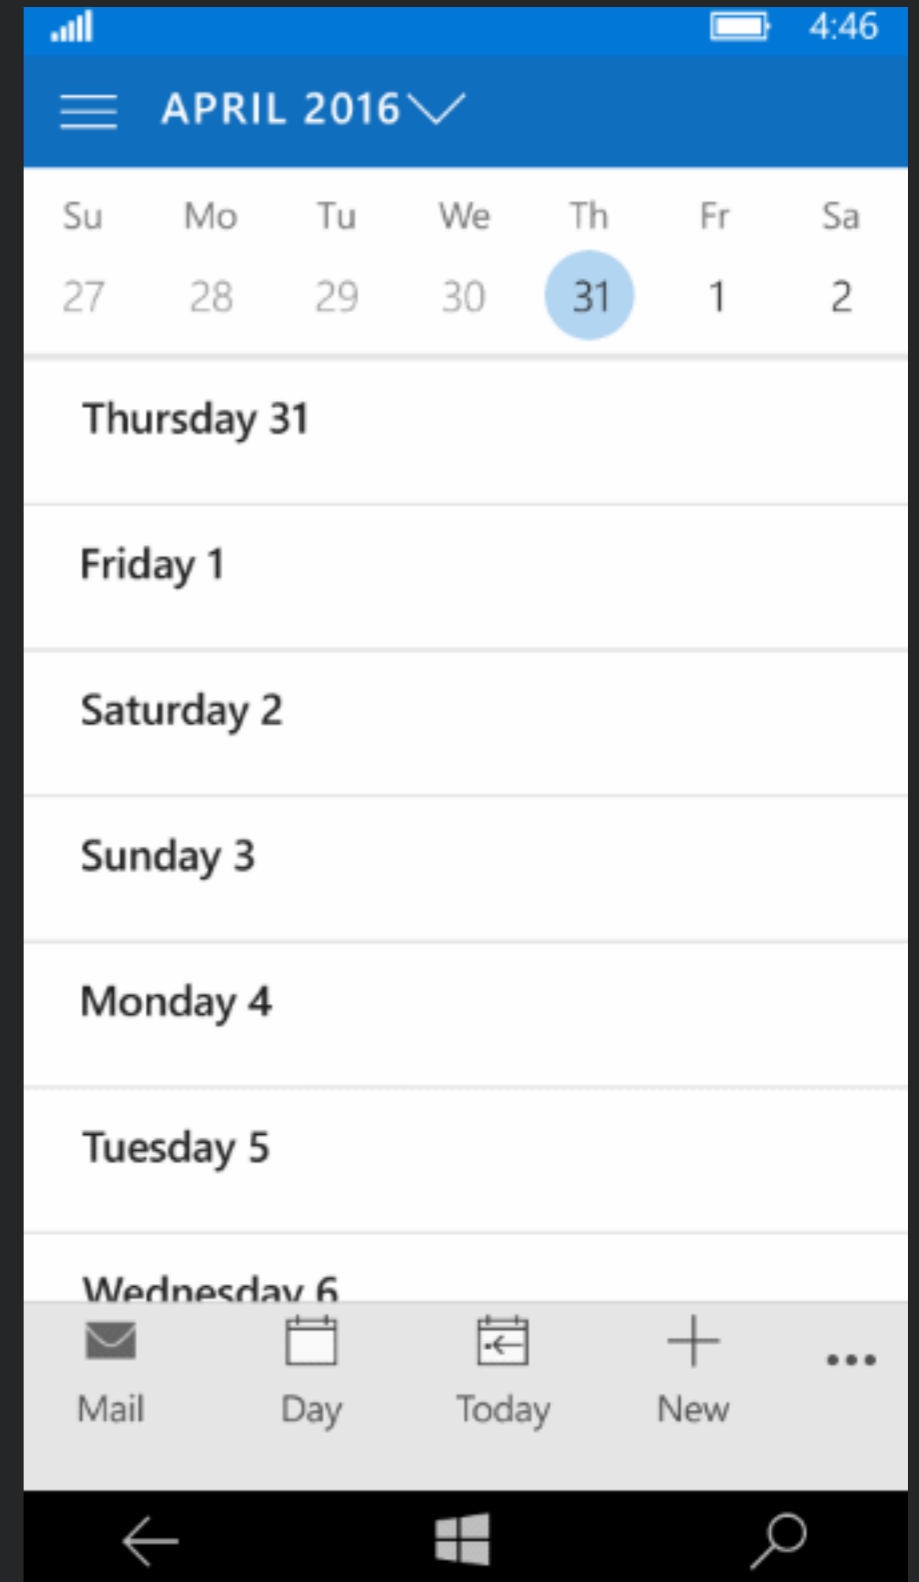 4:46
APRIL 2016
Su Mo Tu We Th Fr Sa
27 28 29 30 31 1 2
Thursday 31
Friday 1
Saturday 2
Sunday 3
Monday 4
Tuesday 5
Wednesday 6
Mail Day Today New